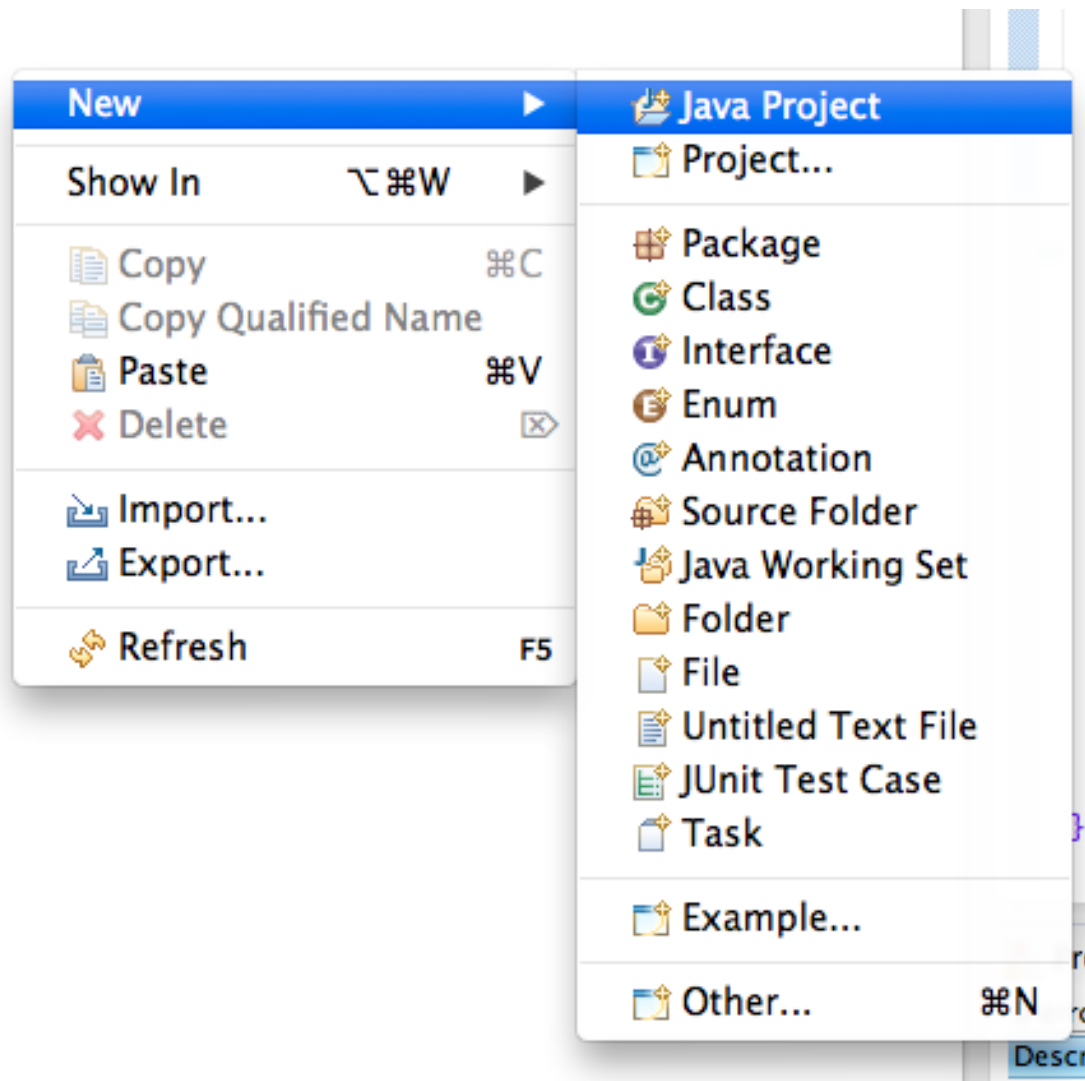 New
Show In ⌥⌘W
Copy ⌘C
Copy Qualified Name
Paste ⌘V
Delete ⌦
Import...
Export...
Refresh F5
Java Project
Project...
Package
Class
Interface
Enum
Annotation
Source Folder
Java Working Set
Folder
File
Untitled Text File
JUnit Test Case
Task
Example...
Other... ⌘N
}
Descr